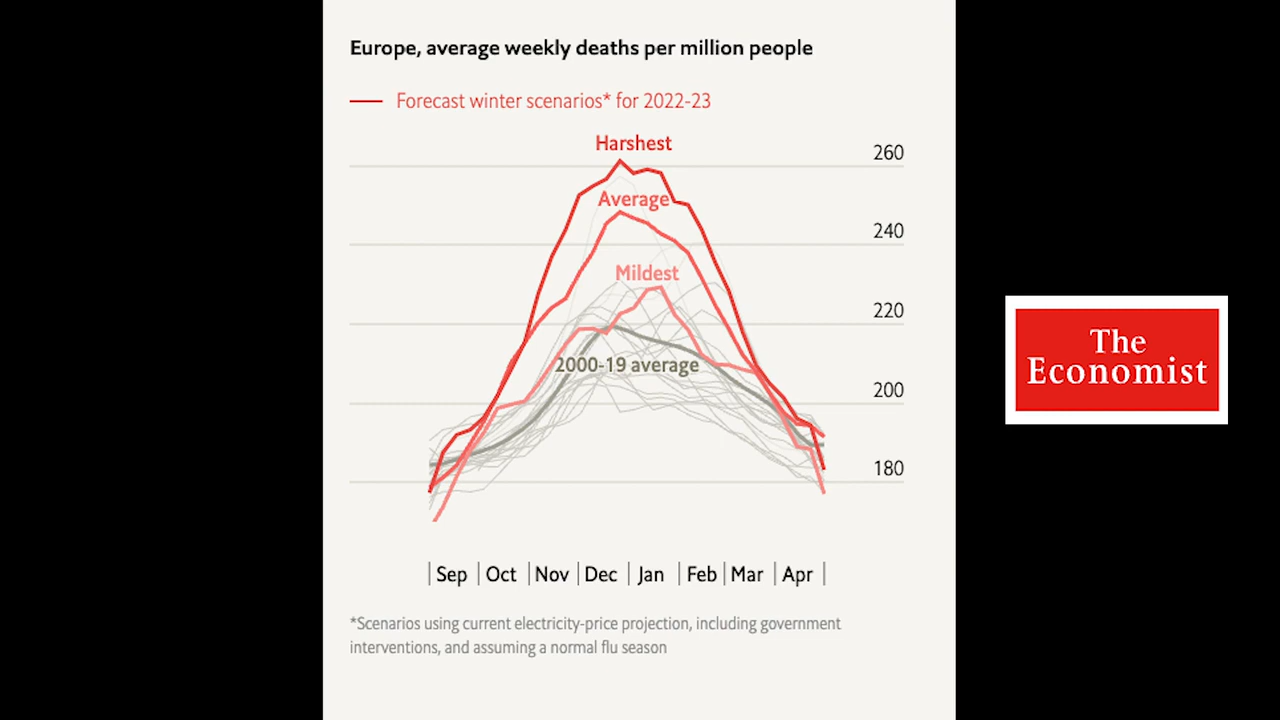 Europe, average weekly deaths per million people
Forecast winter scenarios* for 2022-23
Harshest
260
Average
240
Mildest
220
2000-19 average
200
180
Sep Oct Nov Dec Jan Feb Mar Apr
*Scenarios using current electricity-price projection, including government
interventions, and assuming a normal flu season
The
Economist